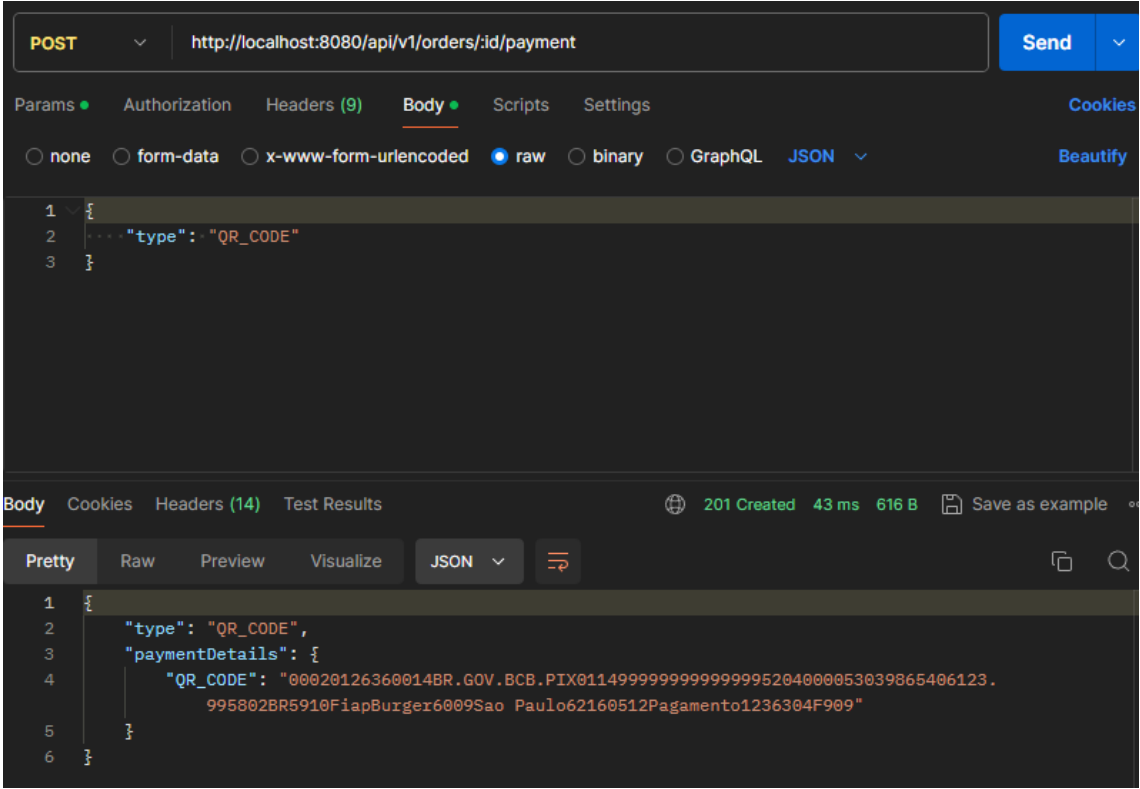 POST http://localhost:8080/api/v1/orders/:id/payment Send
Params Authorization Headers (9) Body Scripts Settings Cookies
none form-data x-www-form-urlencoded raw binary GraphQL JSON Beautify
1 {
2 "type": "QR_CODE"
3 }
Body Cookies Headers (14) Test Results 201 Created 43 ms 616 B Save as example
Pretty Raw Preview Visualize JSON
1 {
2 "type": "QR_CODE",
3 "paymentDetails": {
4 "QR_CODE": "00020126360014BR.GOV.BCB.PIX0114999999999999995204000053039865406123.
995802BR5910FiapBurger6009Sao Paulo62160512Pagamento1236304F909"
5 }
6 }